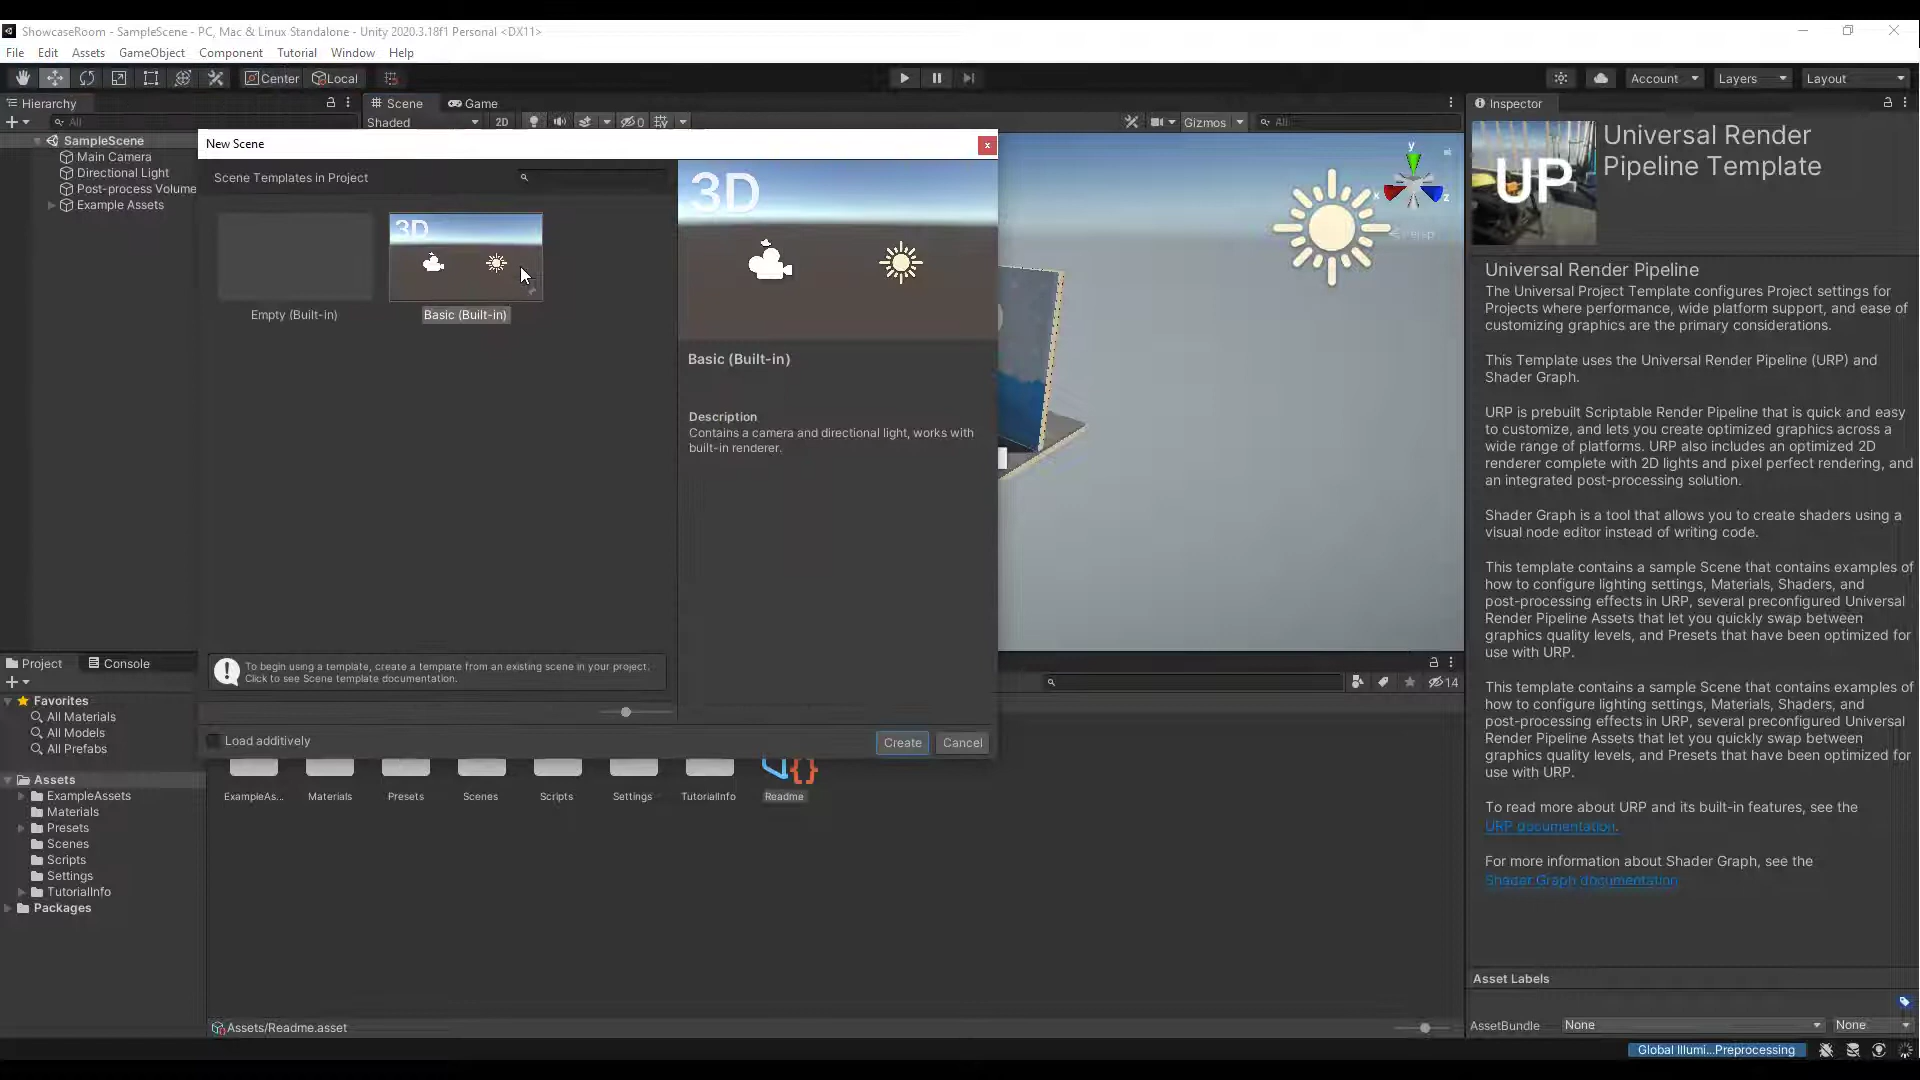 ShowcaseRoom - SampleScene - PC, Mac & Linux Standalone - Unity 2020.3.18f1 Personal <DX11>
File Edit Assets GameObject Component Tutorial Window Help
Center Local Account Layers Layout
Hierarchy
Scene Game
Inspector
All
Shaded 2D 0 Gizmos All
SampleScene
Main Camera
Directional Light
Post-process Volume
Example Assets
New Scene
Scene Templates in Project
3D
Empty (Built-in)
Basic (Built-in)
3D
Basic (Built-in)
Description
Contains a camera and directional light, works with
built-in renderer.
To begin using a template, create a template from an existing scene in your project.
Click to see Scene template documentation.
Load additively
Create Cancel
y
x
z
Persp
UP
Universal Render
Pipeline Template
Universal Render Pipeline
The Universal Project Template configures Project settings for
Projects where performance, wide platform support, and ease of
customizing graphics are the primary considerations.
This Template uses the Universal Render Pipeline (URP) and
Shader Graph.
URP is prebuilt Scriptable Render Pipeline that is quick and easy
to customize, and lets you create optimized graphics across a
wide range of platforms. URP also includes an optimized 2D
renderer complete with 2D lights and pixel perfect rendering, and
an integrated post-processing solution.
Shader Graph is a tool that allows you to create shaders using a
visual node editor instead of writing code.
This template contains a sample Scene that contains examples of
how to configure lighting settings, Materials, Shaders, and
post-processing effects in URP, several preconfigured Universal
Render Pipeline Assets that let you quickly swap between
graphics quality levels, and Presets that have been optimized for
use with URP.
This template contains a sample Scene that contains examples of
how to configure lighting settings, Materials, Shaders, and
post-processing effects in URP, several preconfigured Universal
Render Pipeline Assets that let you quickly swap between
graphics quality levels, and Presets that have been optimized for
use with URP.
To read more about URP and its built-in features, see the
URP documentation.
For more information about Shader Graph, see the
Shader Graph documentation
Asset Labels
AssetBundle None None
Project Console
14
Favorites
All Materials
All Models
All Prefabs
Assets
ExampleAssets
Materials
Presets
Scenes
Scripts
Settings
TutorialInfo
Packages
ExampleAs... Materials Presets Scenes Scripts Settings TutorialInfo Readme
Assets/Readme.asset
Global Illumi...Preprocessing